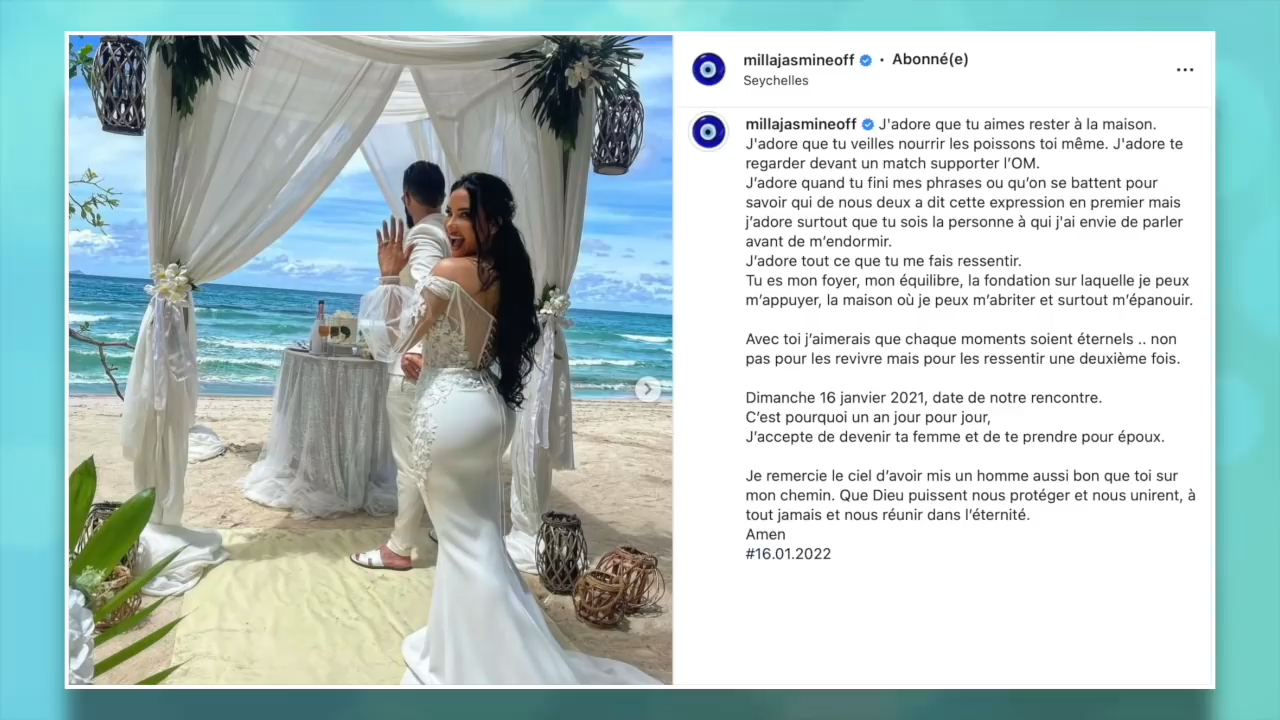 millajasmineoff • Abonné(e)
Seychelles
millajasmineoff J'adore que tu aimes rester à la maison.
J'adore que tu veilles nourrir les poissons toi même. J'adore te
regarder devant un match supporter l’OM.
J’adore quand tu fini mes phrases ou qu’on se battent pour
savoir qui de nous deux a dit cette expression en premier mais
j’adore surtout que tu sois la personne à qui j'ai envie de parler
avant de m’endormir.
J’adore tout ce que tu me fais ressentir.
Tu es mon foyer, mon équilibre, la fondation sur laquelle je peux
m’appuyer, la maison où je peux m’abriter et surtout m’épanouir.
Avec toi j’aimerais que chaque moments soient éternels .. non
pas pour les revivre mais pour les ressentir une deuxième fois.
Dimanche 16 janvier 2021, date de notre rencontre.
C’est pourquoi un an jour pour jour,
J’accepte de devenir ta femme et de te prendre pour époux.
Je remercie le ciel d’avoir mis un homme aussi bon que toi sur
mon chemin. Que Dieu puissent nous protéger et nous unirent, à
tout jamais et nous réunir dans l’éternité.
Amen
#16.01.2022